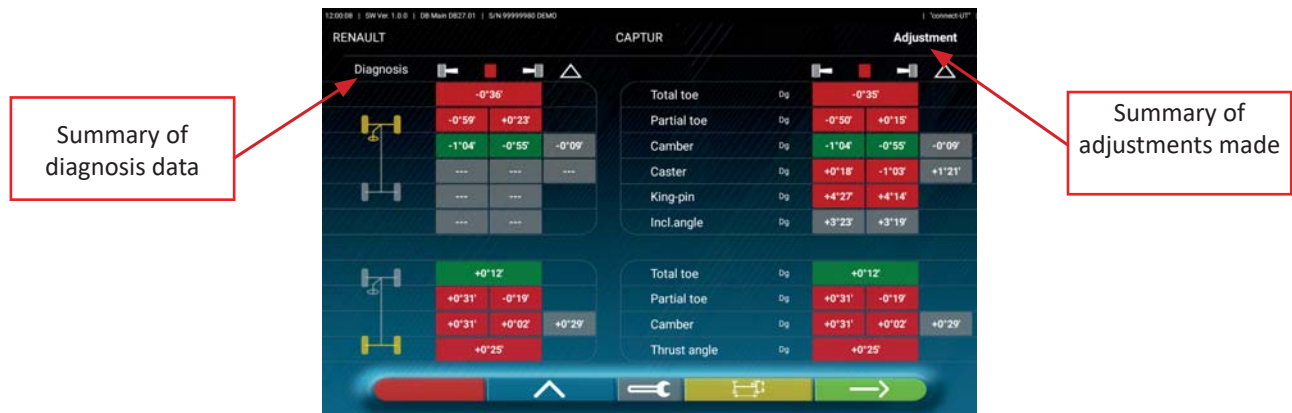 12:00:08 | SW Ver. 1.0.0 | DB Main DB27.01 | S/N 99999980 DEMO | "connect-UT" |
RENAULT CAPTUR Adjustment
Diagnosis
-0°36' Total toe Dg -0°35'
-0°59' +0°23' Partial toe Dg -0°50' +0°15'
-1°04' -0°55' -0°09' Camber Dg -1°04' -0°55' -0°09'
--- --- --- Caster Dg +0°18' -1°03' +1°21'
--- --- King-pin Dg +4°27' +4°14'
--- --- Incl.angle Dg +3°23' +3°19'
+0°12' Total toe Dg +0°12'
+0°31' -0°19' Partial toe Dg +0°31' -0°19'
+0°31' +0°02' +0°29' Camber Dg +0°31' +0°02' +0°29'
+0°25' Thrust angle Dg +0°25'
Summary of
diagnosis data
Summary of
adjustments made